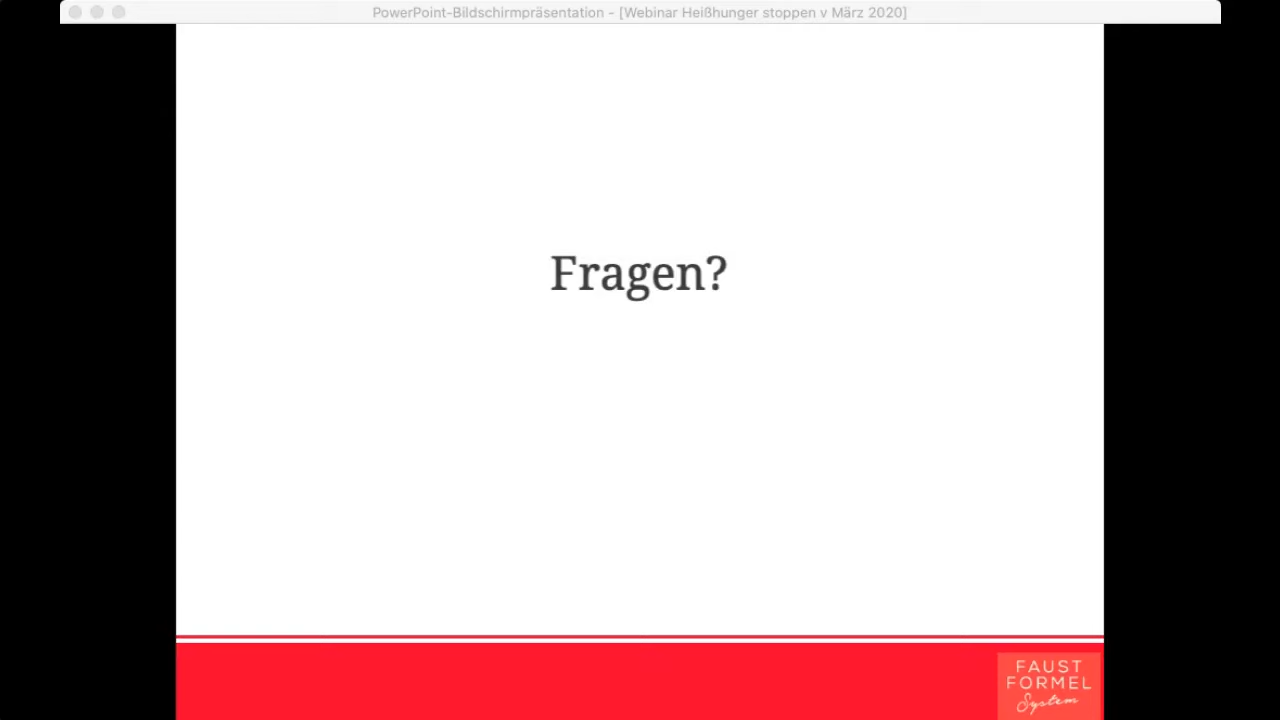 PowerPoint-Bildschirmpräsentation - [Webinar Heißhunger stoppen v März 2020]
Fragen?
FAUST
FORMEL
System